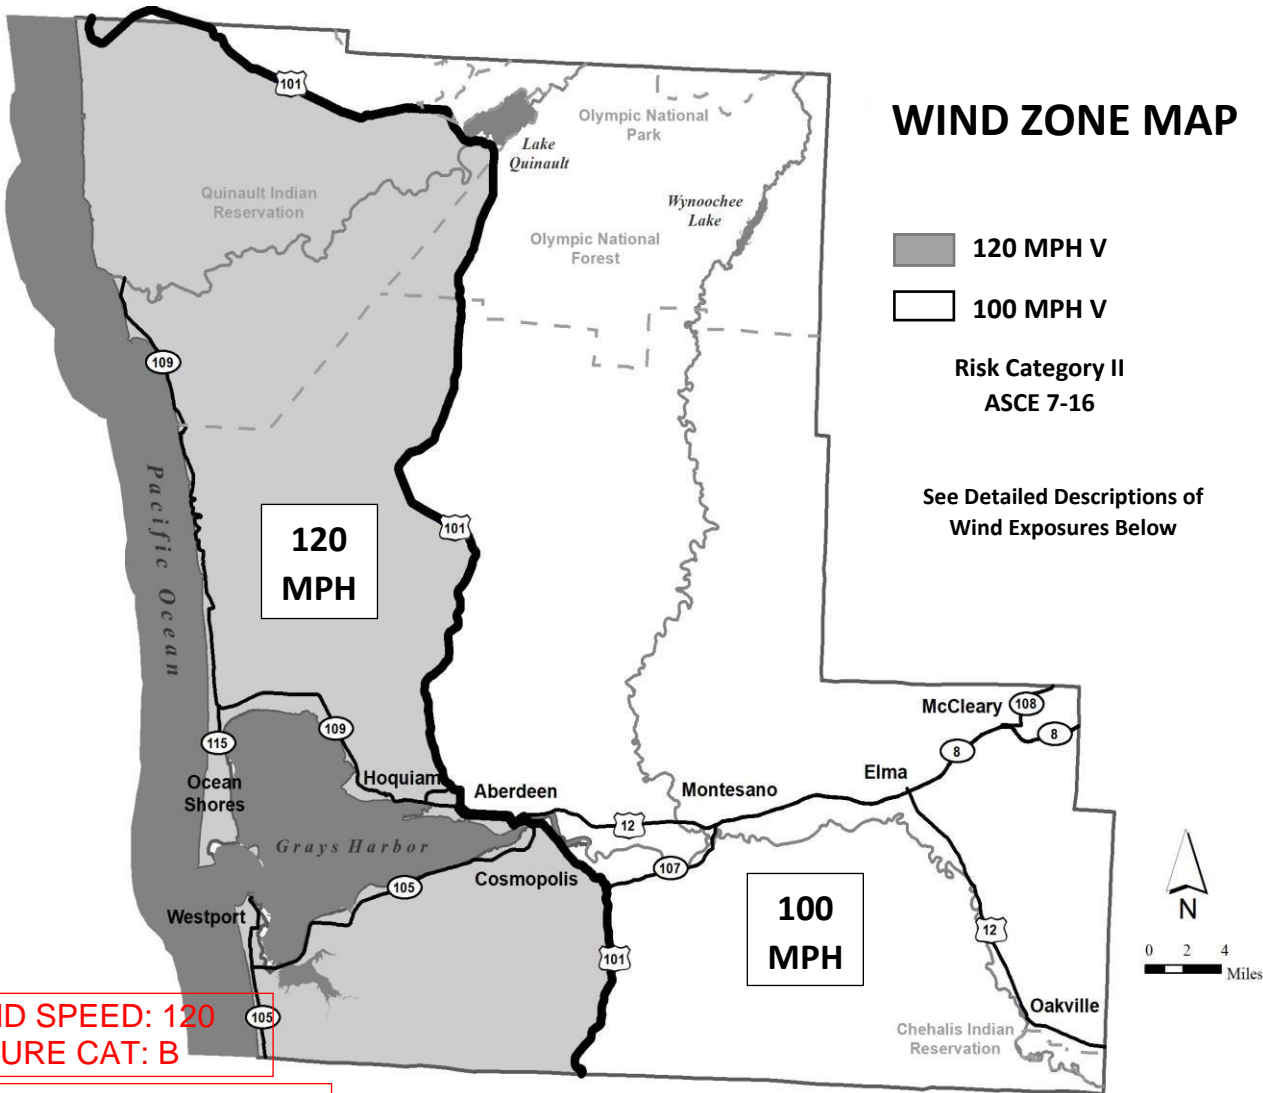 WIND ZONE MAP
120 MPH V
100 MPH V
Risk Category II
ASCE 7-16
See Detailed Descriptions of
Wind Exposures Below
101
Olympic National
Park
Lake
Quinault
Quinault Indian
Reservation
Wynoochee
Lake
Olympic National
Forest
109
Pacific Ocean
120
MPH
101
McCleary
108
8
8
109
115
Ocean
Shores
Hoquiam
Aberdeen
Montesano
Elma
12
Grays Harbor
107
105
Cosmopolis
Westport
100
MPH
12
101
N
0 2 4
Miles
Oakville
Chehalis Indian
Reservation
105
D SPEED: 120
URE CAT: B